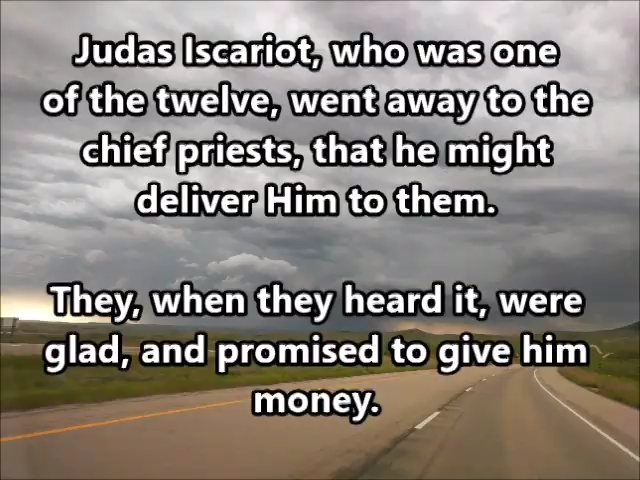 Judas Iscariot, who was one
of the twelve, went away to the
chief priests, that he might
deliver Him to them.
They, when they heard it, were
glad, and promised to give him
money.